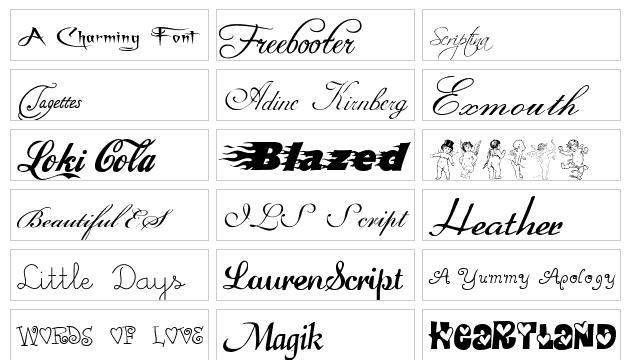 A Charming Font
Freebooter
Scriptina
Tagettes
Adine Kirnberg
Exmouth
Loki Cola
Blazed
Beautiful ES
ILS Script
Heather
Little Days
LaurenScript
A Yummy Apology
WORDS OF LOVE
Magik
HEARTLAND